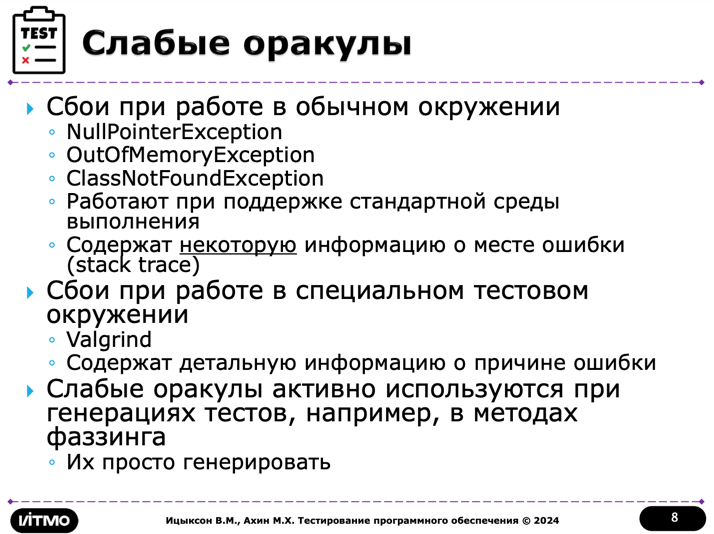 TEST
Слабые оракулы
Сбои при работе в обычном окружении
NullPointerException
OutOfMemoryException
ClassNotFoundException
Работают при поддержке стандартной среды
выполнения
Содержат некоторую информацию о месте ошибки
(stack trace)
Сбои при работе в специальном тестовом
окружении
Valgrind
Содержат детальную информацию о причине ошибки
Слабые оракулы активно используются при
генерациях тестов, например, в методах
фаззинга
Их просто генерировать
ИТМО
Ицыксон В.М., Ахин М.Х. Тестирование программного обеспечения © 2024
8